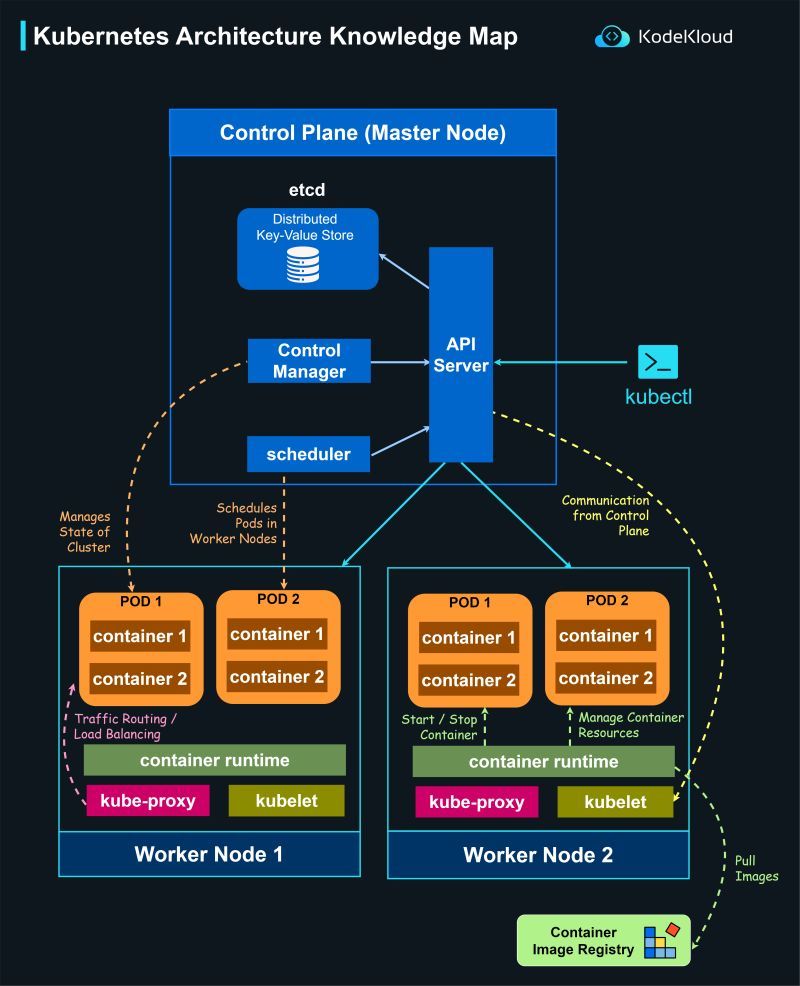 Kubernetes Architecture Knowledge Map
KodeKloud
Control Plane (Master Node)
etcd
Distributed
Key-Value Store
API
Server
Control
Manager
kubectl
scheduler
Manages
State of
Cluster
Schedules
Pods in
Worker Nodes
Communication
from Control
Plane
POD 1
container 1
container 2
POD 2
container 1
container 2
Traffic Routing /
Load Balancing
container runtime
kube-proxy
kubelet
Worker Node 1
POD 1
container 1
container 2
POD 2
container 1
container 2
Start / Stop
Container
Manage Container
Resources
container runtime
kube-proxy
kubelet
Worker Node 2
Pull
Images
Container
Image Registry